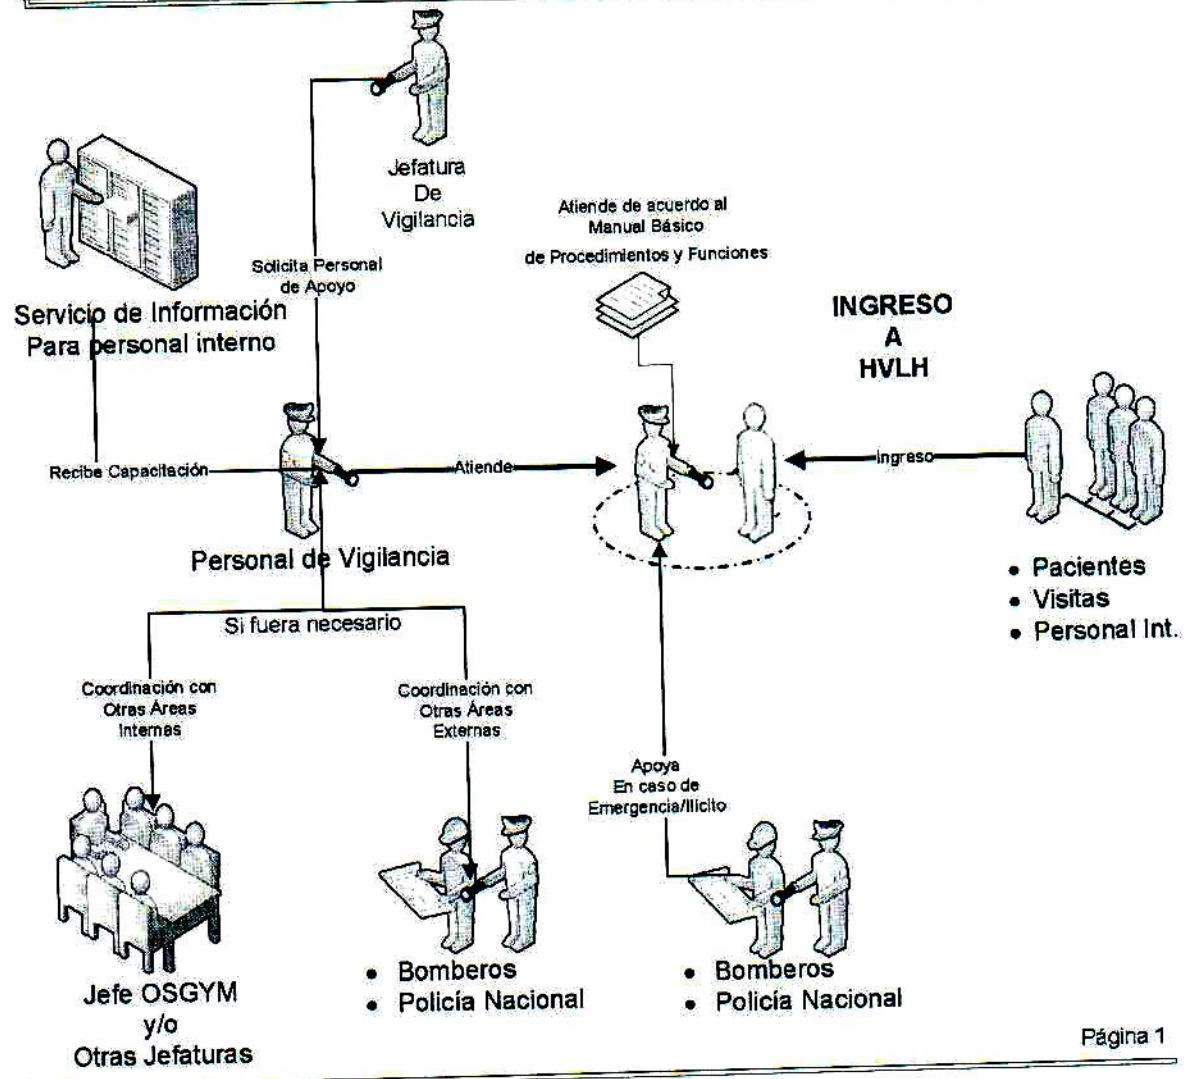 Jefatura
De
Vigilancia
Atiende de acuerdo al
Manual Básico
de Procedimientos y Funciones
Solicita Personal
de Apoyo
Servicio de Información
Para personal interno
INGRESO
A
HVLH
Recibe Capacitación
Atiende
Ingreso
Personal de Vigilancia
• Pacientes
• Visitas
• Personal Int.
Si fuera necesario
Coordinación con
Otras Áreas
Internas
Coordinación con
Otras Áreas
Externas
Apoya
En caso de
Emergencia/Ilícito
Jefe OSGYM
y/o
Otras Jefaturas
• Bomberos
• Policía Nacional
• Bomberos
• Policía Nacional
Página 1